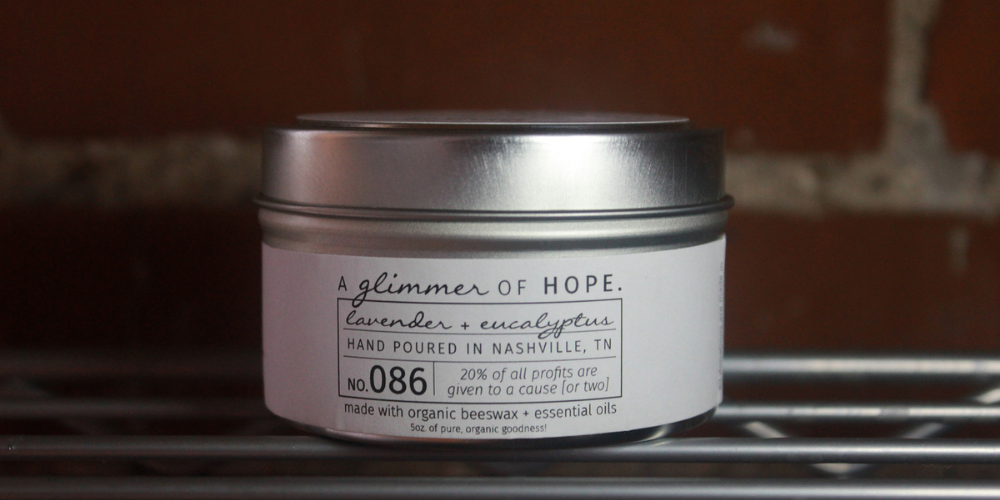 A glimmer OF HOPE.
lavender + eucalyptus
HAND POURED IN NASHVILLE, TN
NO.086
20% of all profits are
given to a cause [or two]
made with organic beeswax + essential oils
5oz. of pure, organic goodness!